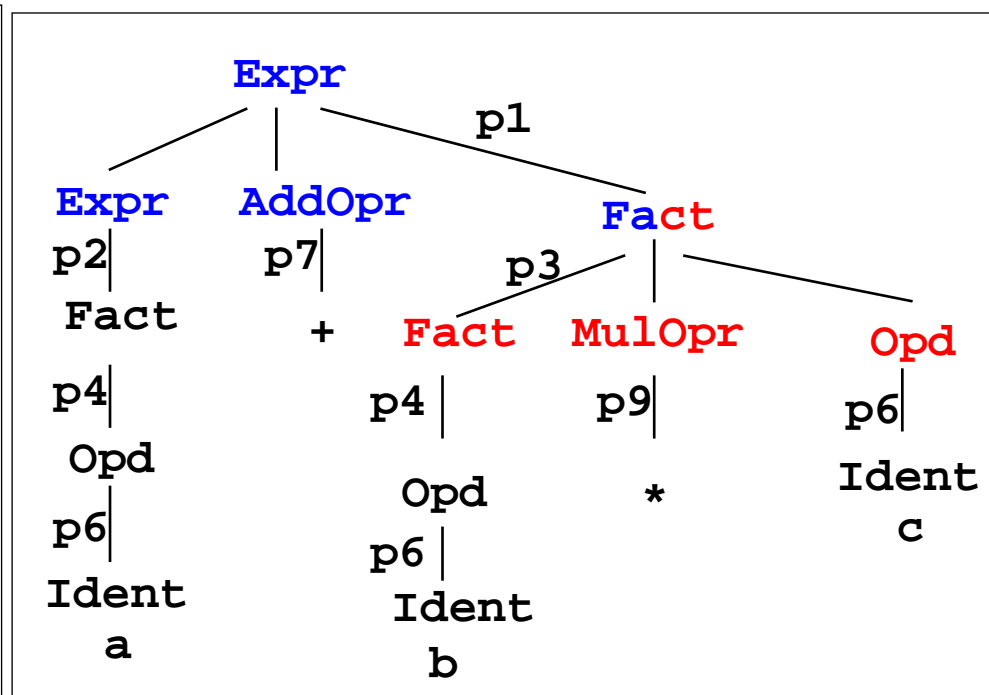 Expr
p1
Expr AddOpr Fact
p2 p7 p3
Fact + Fact MulOpr Opd
p4 p4 p9 p6
Opd Opd * Ident
c
p6 p6
Ident Ident
a b